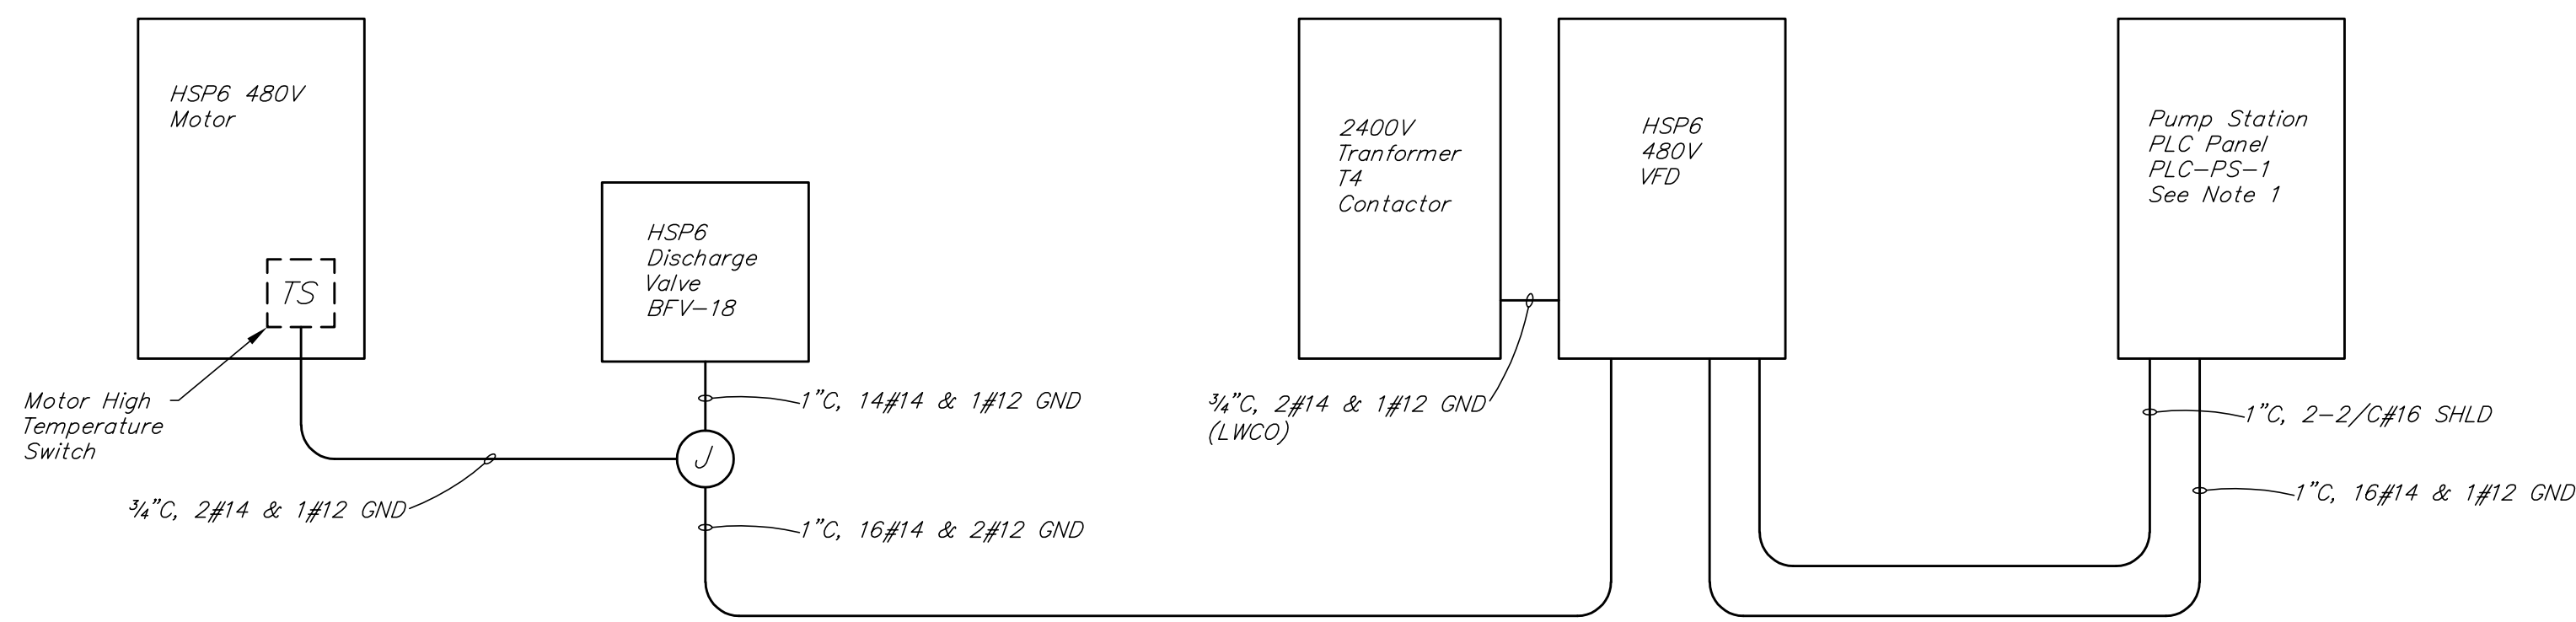 HSP6 480V
Motor
TS
Motor High
Temperature
Switch
¾"C, 2#14 & 1#12 GND
HSP6
Discharge
Valve
BFV-18
1"C, 14#14 & 1#12 GND
J
1"C, 16#14 & 2#12 GND
2400V
Tranformer
T4
Contactor
¾"C, 2#14 & 1#12 GND
(LWCO)
HSP6
480V
VFD
Pump Station
PLC Panel
PLC-PS-1
See Note 1
1"C, 2-2/C#16 SHLD
1"C, 16#14 & 1#12 GND